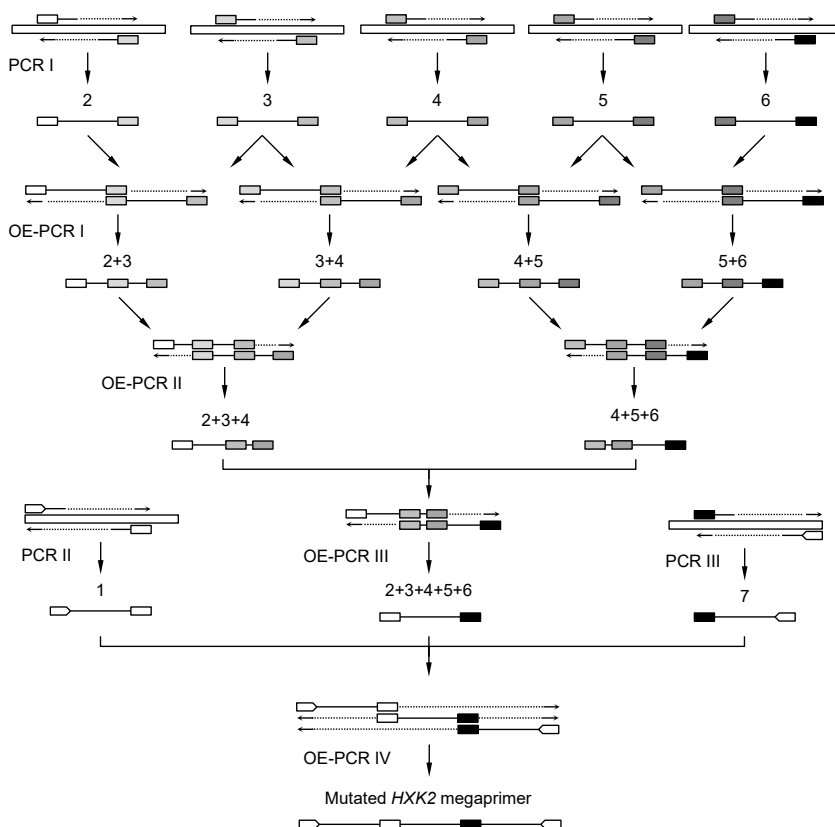 PCR I
2 3 4 5 6
OE-PCR I
2+3 3+4 4+5 5+6
OE-PCR II
2+3+4 4+5+6
PCR II OE-PCR III PCR III
1 2+3+4+5+6 7
OE-PCR IV
Mutated HXK2 megaprimer